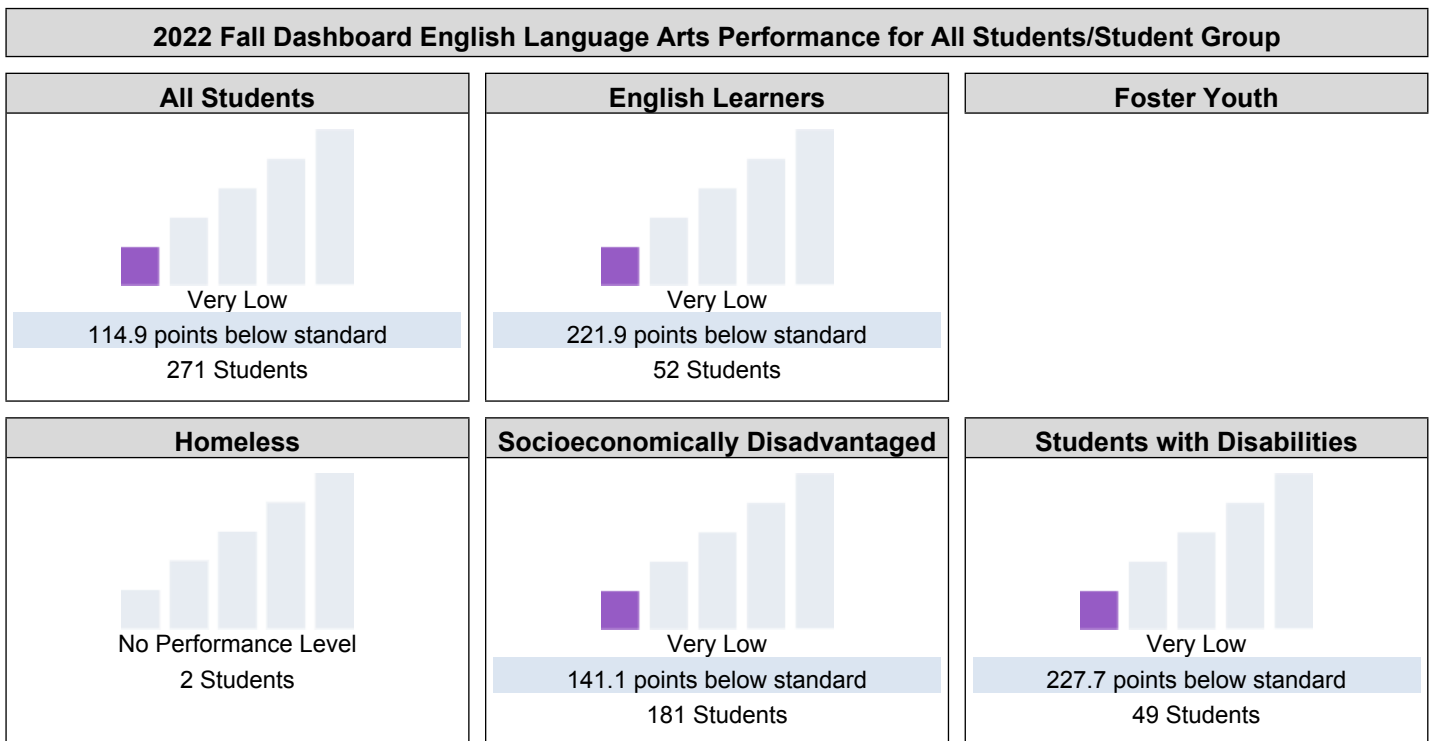 2022 Fall Dashboard English Language Arts Performance for All Students/Student Group
All Students
Very Low
114.9 points below standard
271 Students
English Learners
Very Low
221.9 points below standard
52 Students
Foster Youth
Homeless
No Performance Level
2 Students
Socioeconomically Disadvantaged
Very Low
141.1 points below standard
181 Students
Students with Disabilities
Very Low
227.7 points below standard
49 Students